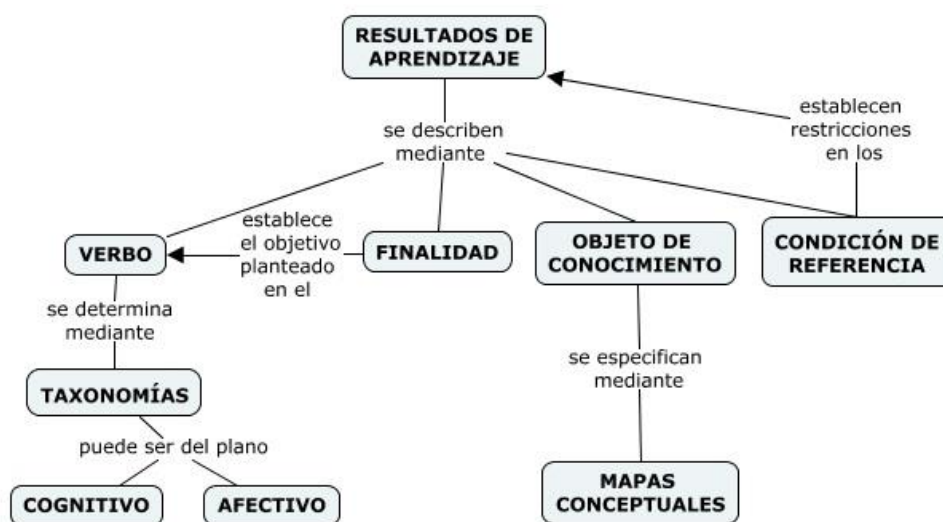 RESULTADOS DE
APRENDIZAJE
se describen
mediante
establecen
restricciones
en los
VERBO
establece
el objetivo
planteado
en el
FINALIDAD
OBJETO DE
CONOCIMIENTO
CONDICIÓN DE
REFERENCIA
se determina
mediante
se especifican
mediante
TAXONOMÍAS
puede ser del plano
COGNITIVO
AFECTIVO
MAPAS
CONCEPTUALES